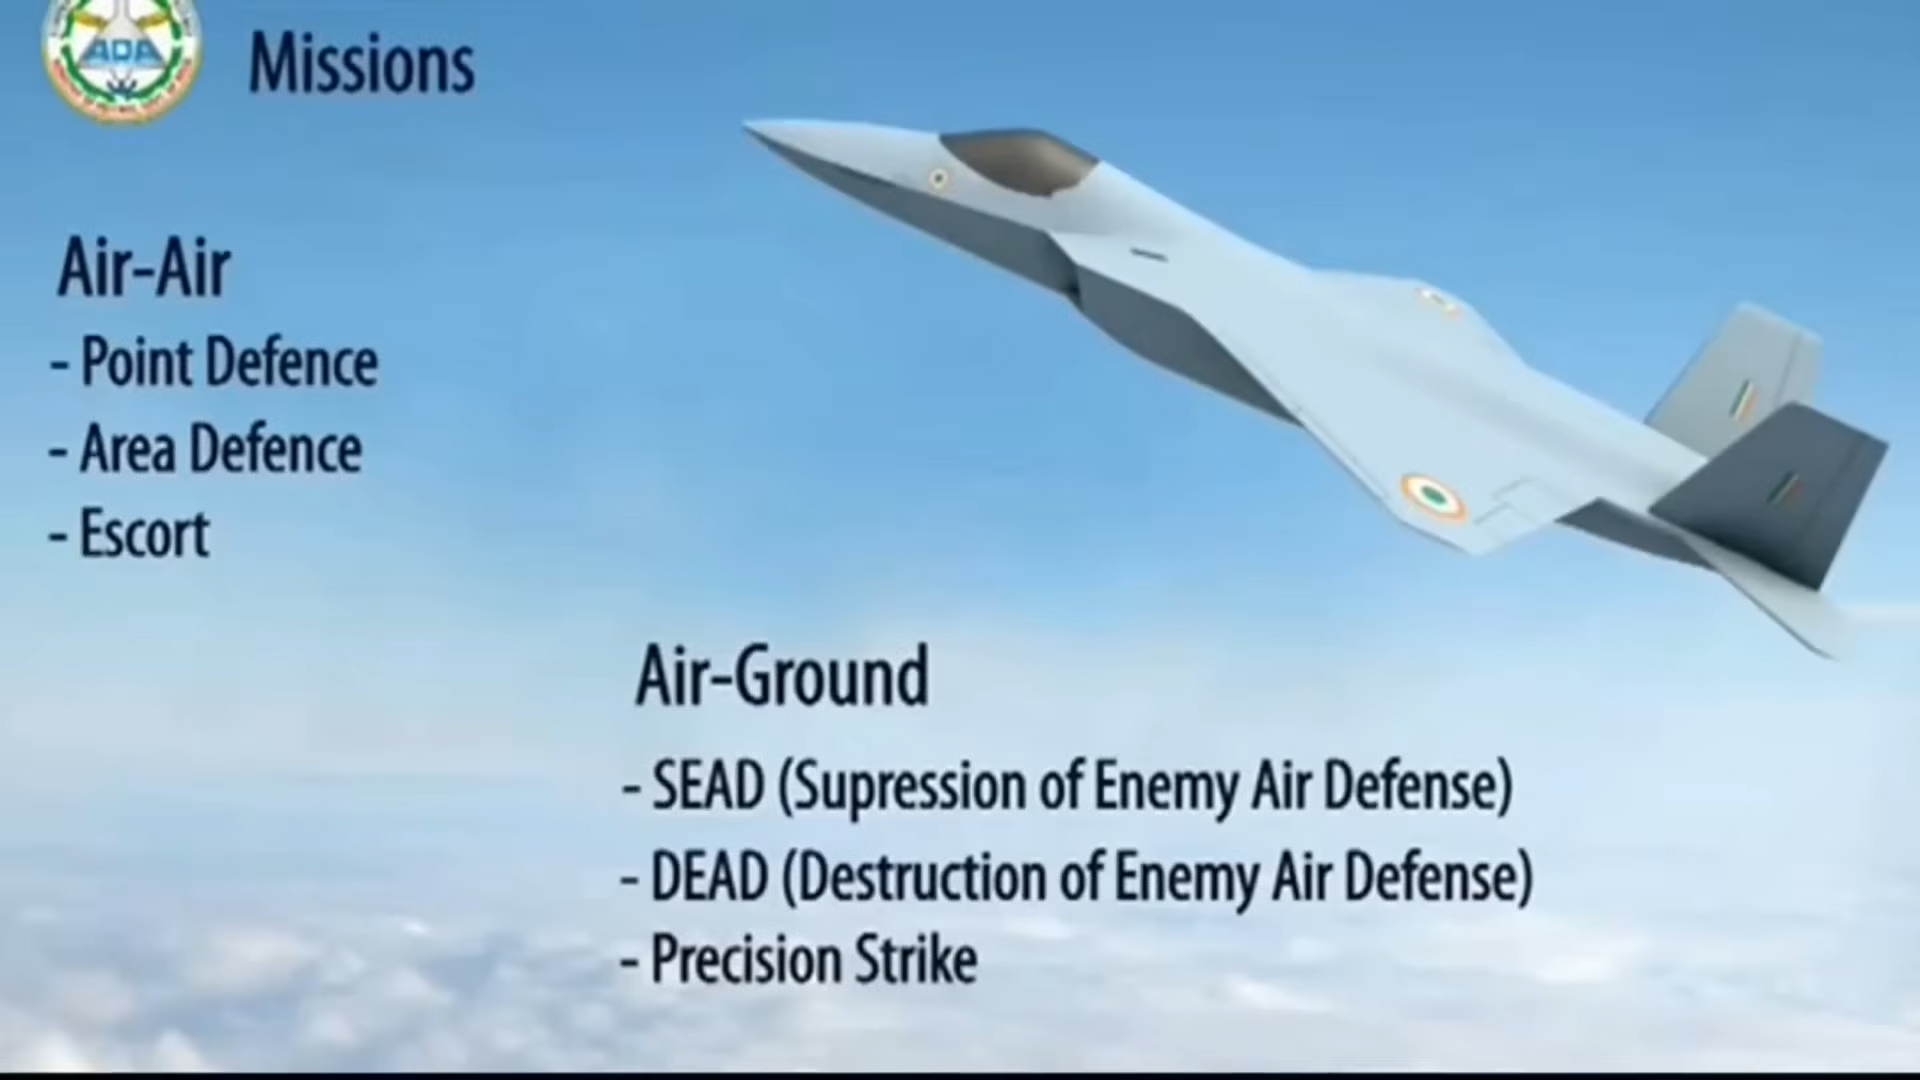 ADA
Missions
Air-Air
- Point Defence
- Area Defence
- Escort
Air-Ground
- SEAD (Supression of Enemy Air Defense)
- DEAD (Destruction of Enemy Air Defense)
- Precision Strike